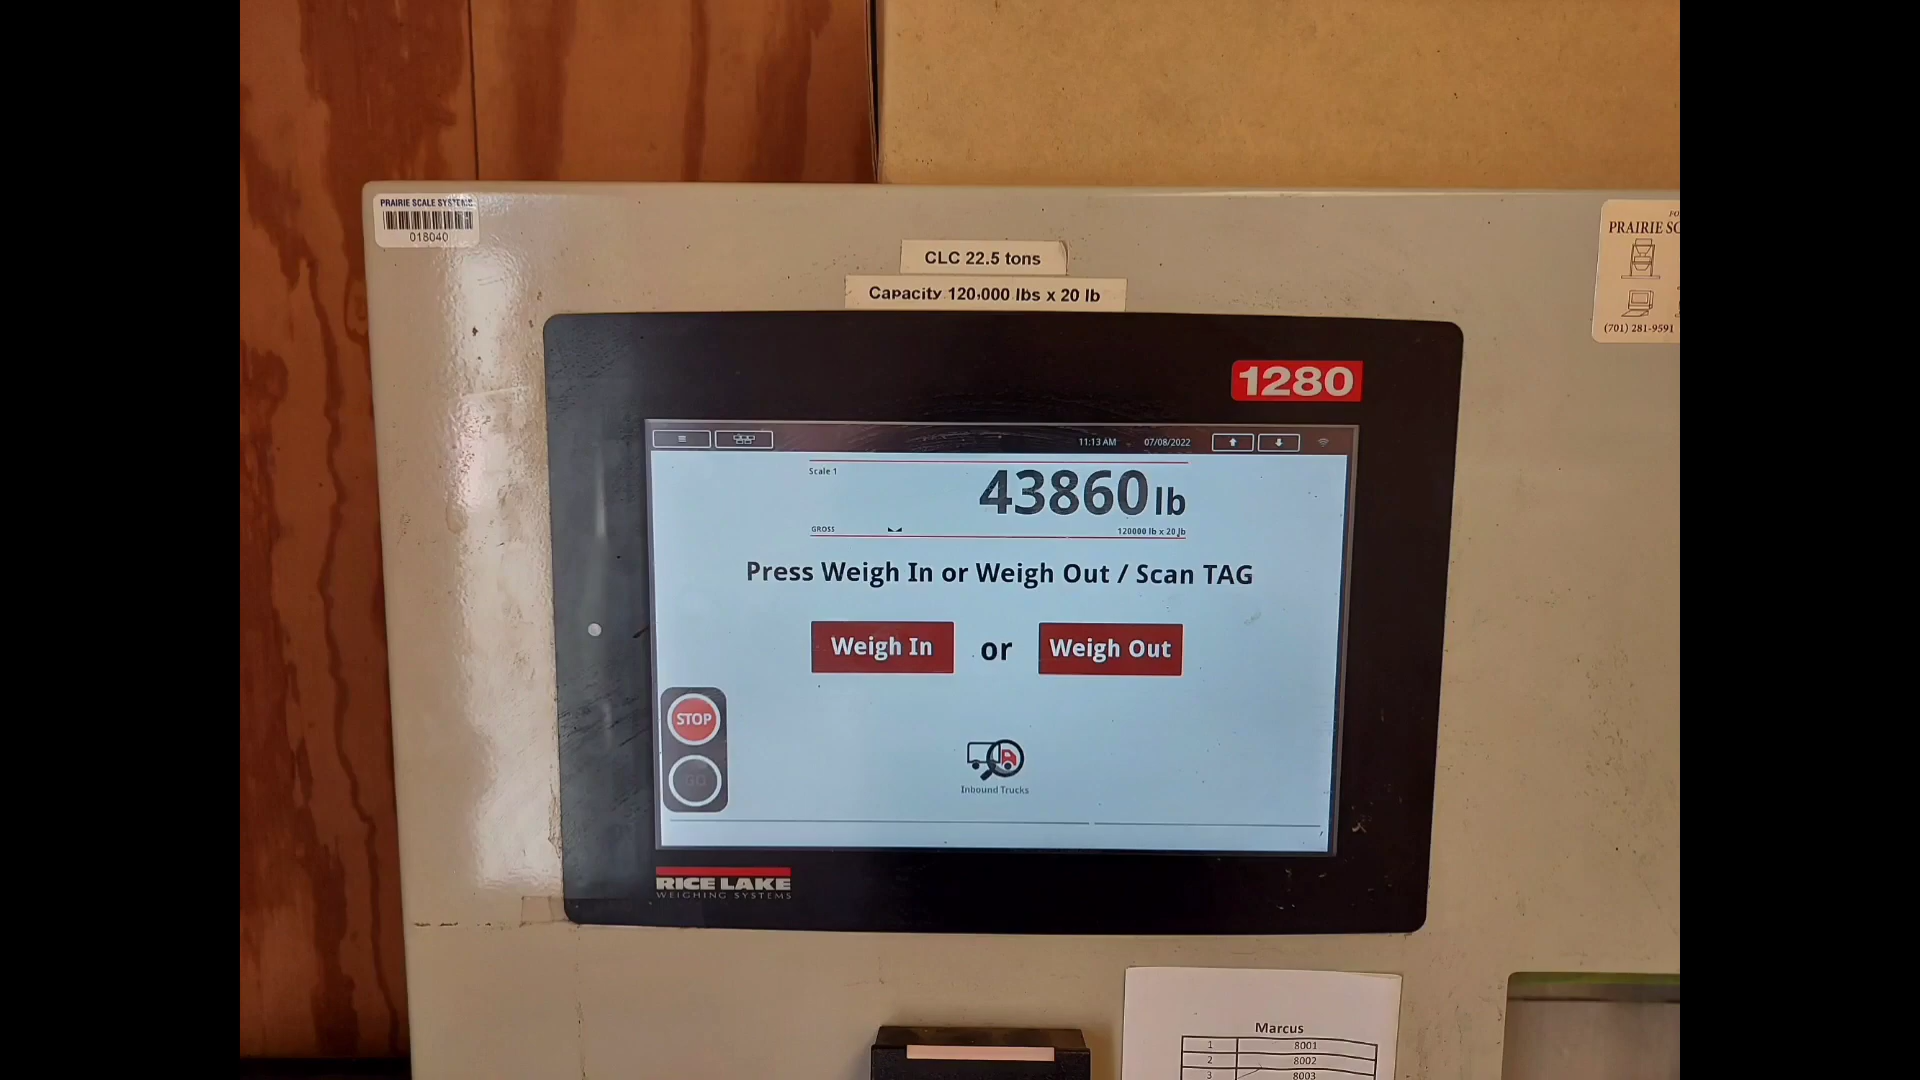 PRAIRIE SCALE SYSTEMS
018040
CLC 22.5 tons
Capacity 120,000 lbs x 20 lb
PRAIRIE SC
(701) 281-9591
1280
11:13 AM 07/08/2022
Scale 1
43860 lb
GROSS
120000 lb x 20 lb
Press Weigh In or Weigh Out / Scan TAG
Weigh In or Weigh Out
STOP
GO
Inbound Trucks
RICE LAKE
WEIGHING SYSTEMS
Marcus
1 8001
2 8002
3 8003